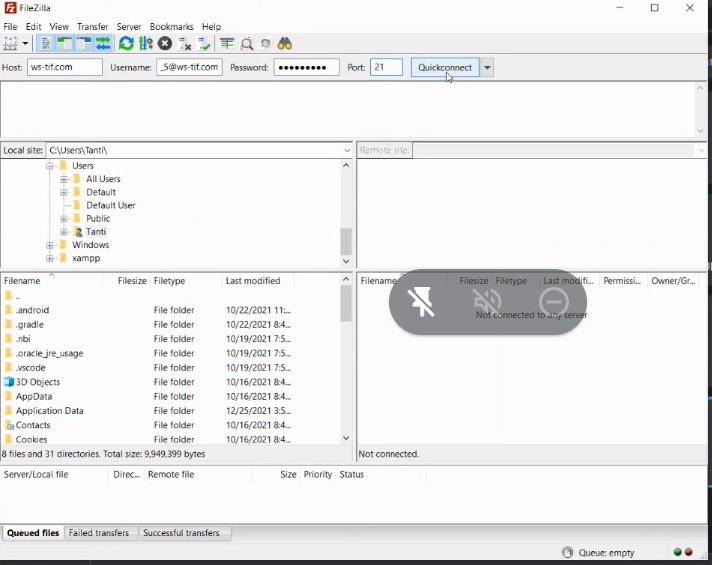 FileZilla
File Edit View Transfer Server Bookmarks Help
Host: ws-tif.com Username: _5@ws-tif.com Password: ●●●●●●●●● Port: 21 Quickconnect
Local site: C:\Users\Tanti\ Remote site:
Users
All Users
Default
Default User
Public
Tanti
Windows
xampp
Filename Filesize Filetype Last modified Filename Filesize Filetype Last modifi... Permissi... Owner/Gr...
..
.android File folder 10/22/2021 11:...
Not connected to any server
.gradle File folder 10/22/2021 8:4...
.nbi File folder 10/19/2021 7:5...
.oracle_jre_usage File folder 10/19/2021 7:5...
.vscode File folder 10/19/2021 7:5...
3D Objects File folder 10/16/2021 8:4...
AppData File folder 10/16/2021 8:4...
Application Data File folder 12/25/2021 3:5...
Contacts File folder 10/16/2021 8:4...
Cookies File folder 10/16/2021 8:4...
8 files and 31 directories. Total size: 9,949,399 bytes Not connected.
Server/Local file Direc... Remote file Size Priority Status
Queued files Failed transfers Successful transfers
Queue: empty